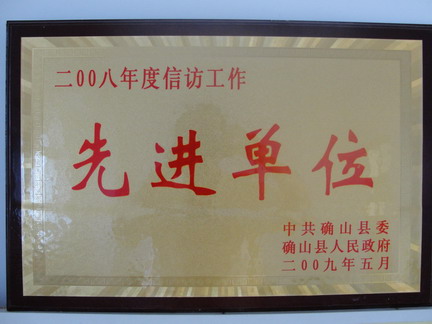 二00八年度信访工作
先进单位
中共确山县委
确山县人民政府
二00九年五月